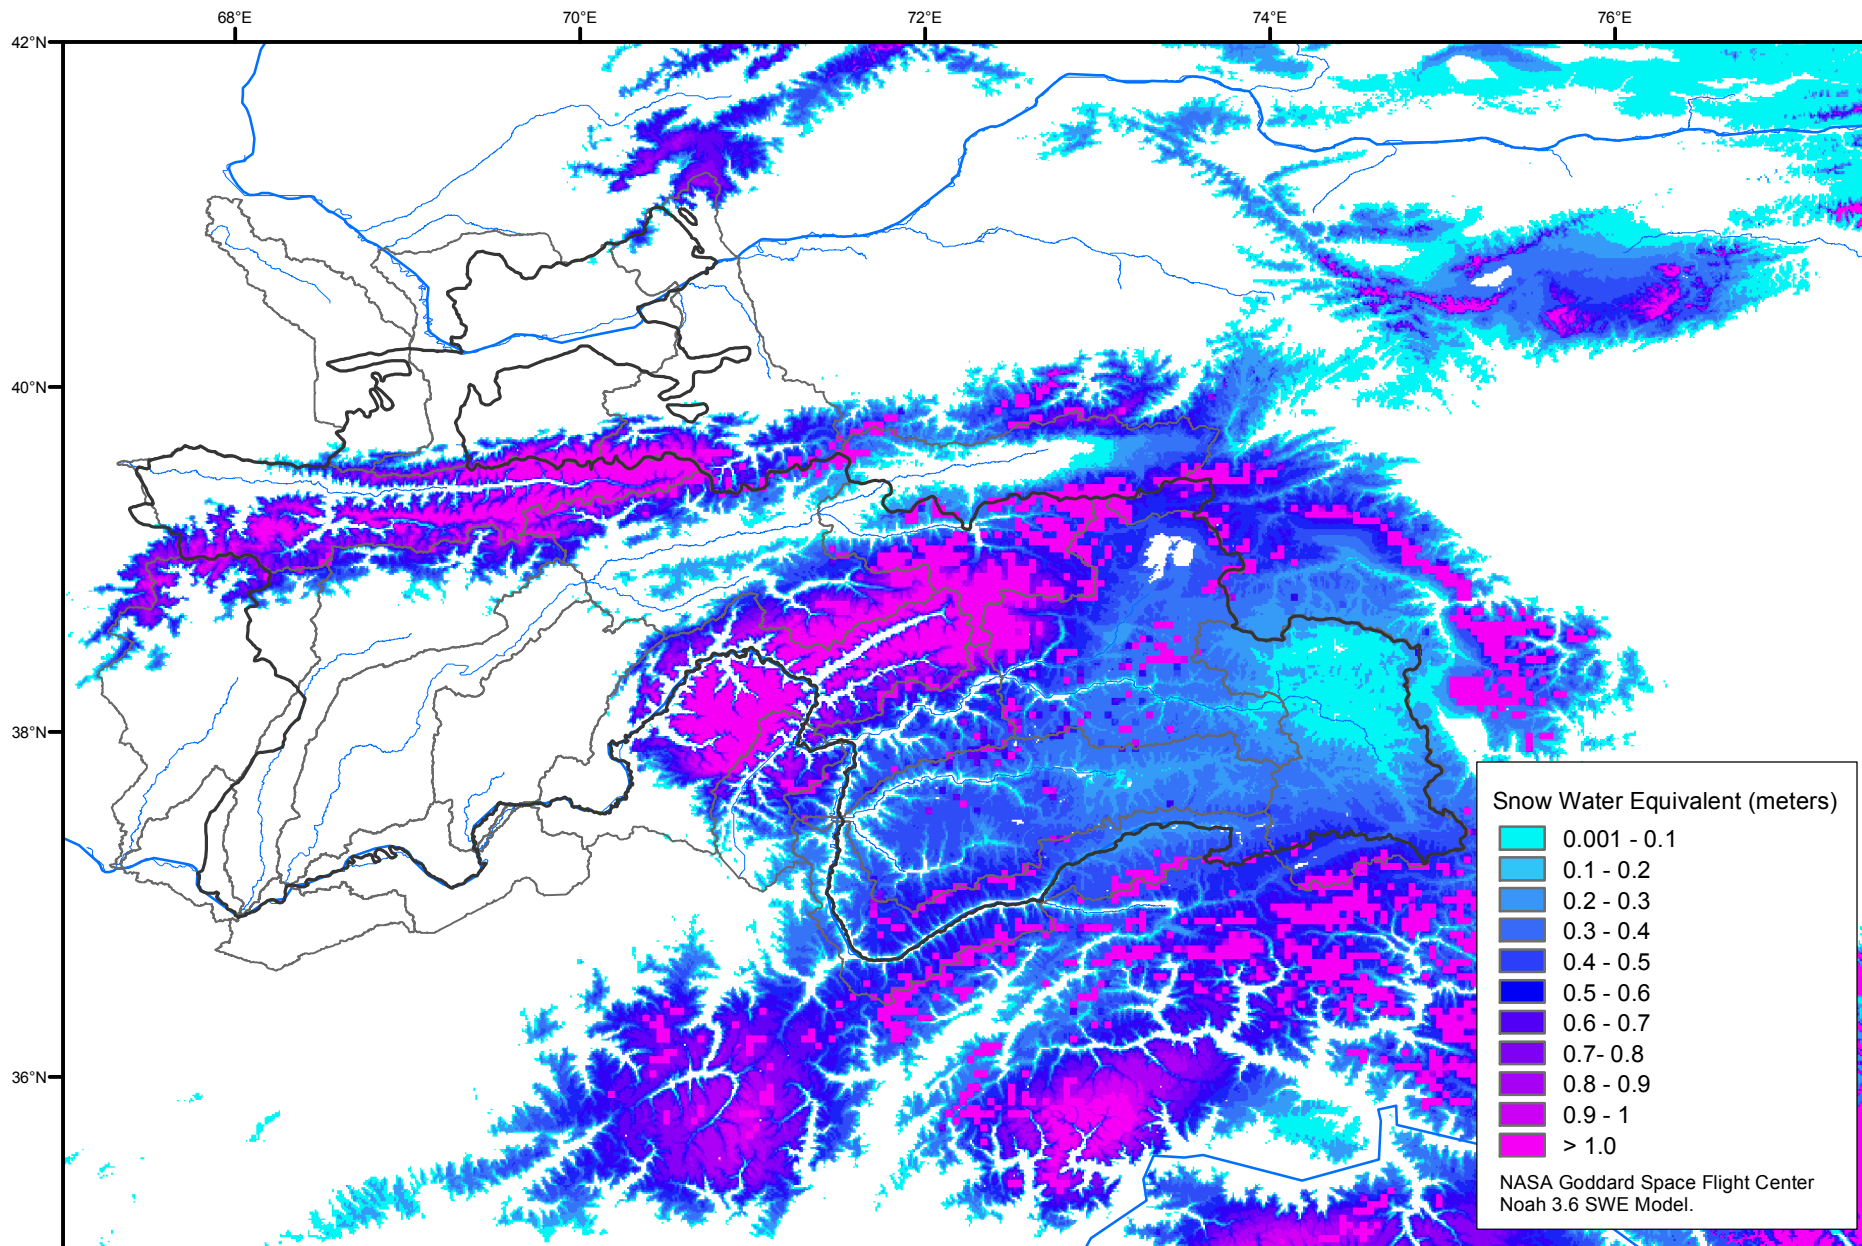 68°E 70°E 72°E 74°E 76°E
42°N
40°N
38°N
36°N
Snow Water Equivalent (meters)
0.001 - 0.1
0.1 - 0.2
0.2 - 0.3
0.3 - 0.4
0.4 - 0.5
0.5 - 0.6
0.6 - 0.7
0.7- 0.8
0.8 - 0.9
0.9 - 1
> 1.0
NASA Goddard Space Flight Center
Noah 3.6 SWE Model.